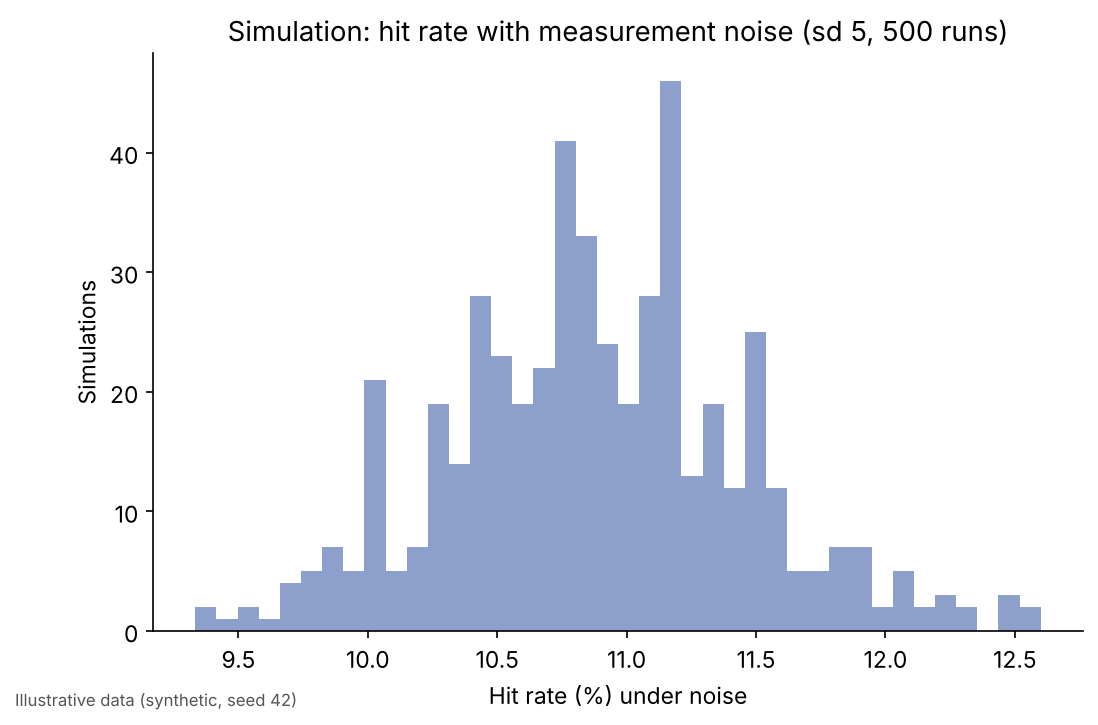 Simulation: hit rate with measurement noise (sd 5, 500 runs)
Simulations
40
30
20
10
0
9.5 10.0 10.5 11.0 11.5 12.0 12.5
Hit rate (%) under noise
Illustrative data (synthetic, seed 42)